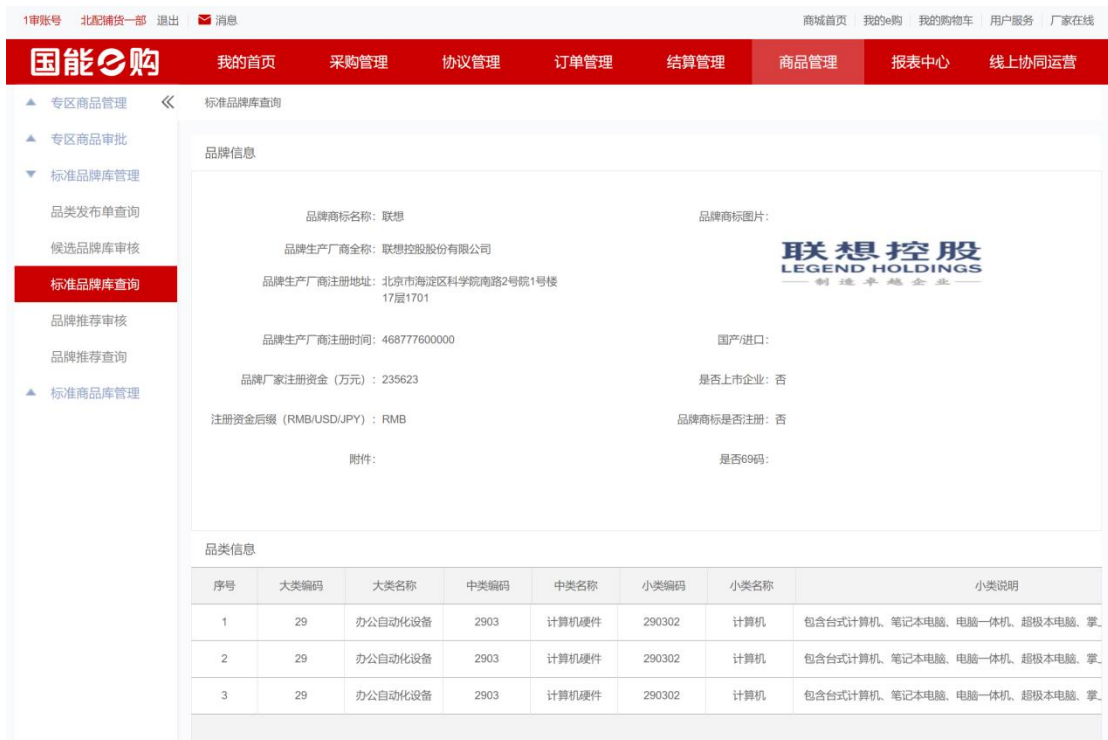 1审账号 北配铺货一部 退出 消息 商城首页 我的e购 我的购物车 用户服务 厂家在线
国能e购 我的首页 采购管理 协议管理 订单管理 结算管理 商品管理 报表中心 线上协同运营
专区商品管理
专区商品审批
标准品牌库管理
品类发布单查询
候选品牌库审核
标准品牌库查询
品牌推荐审核
品牌推荐查询
标准商品库管理
标准品牌库查询
品牌信息
品牌商标名称: 联想 品牌商标图片:
联想控股
LEGEND HOLDINGS
制造卓越企业
品牌生产厂商全称: 联想控股股份有限公司
品牌生产厂商注册地址: 北京市海淀区科学院南路2号院1号楼
17层1701
品牌生产厂商注册时间: 468777600000 国产/进口:
品牌厂家注册资金 (万元) : 235623 是否上市企业: 否
注册资金后缀 (RMB/USD/JPY) : RMB 品牌商标是否注册: 否
附件: 是否69码:
品类信息
序号 大类编码 大类名称 中类编码 中类名称 小类编码 小类名称 小类说明
1 29 办公自动化设备 2903 计算机硬件 290302 计算机 包含台式计算机、笔记本电脑、电脑一体机、超极本电脑、掌...
2 29 办公自动化设备 2903 计算机硬件 290302 计算机 包含台式计算机、笔记本电脑、电脑一体机、超极本电脑、掌...
3 29 办公自动化设备 2903 计算机硬件 290302 计算机 包含台式计算机、笔记本电脑、电脑一体机、超极本电脑、掌...